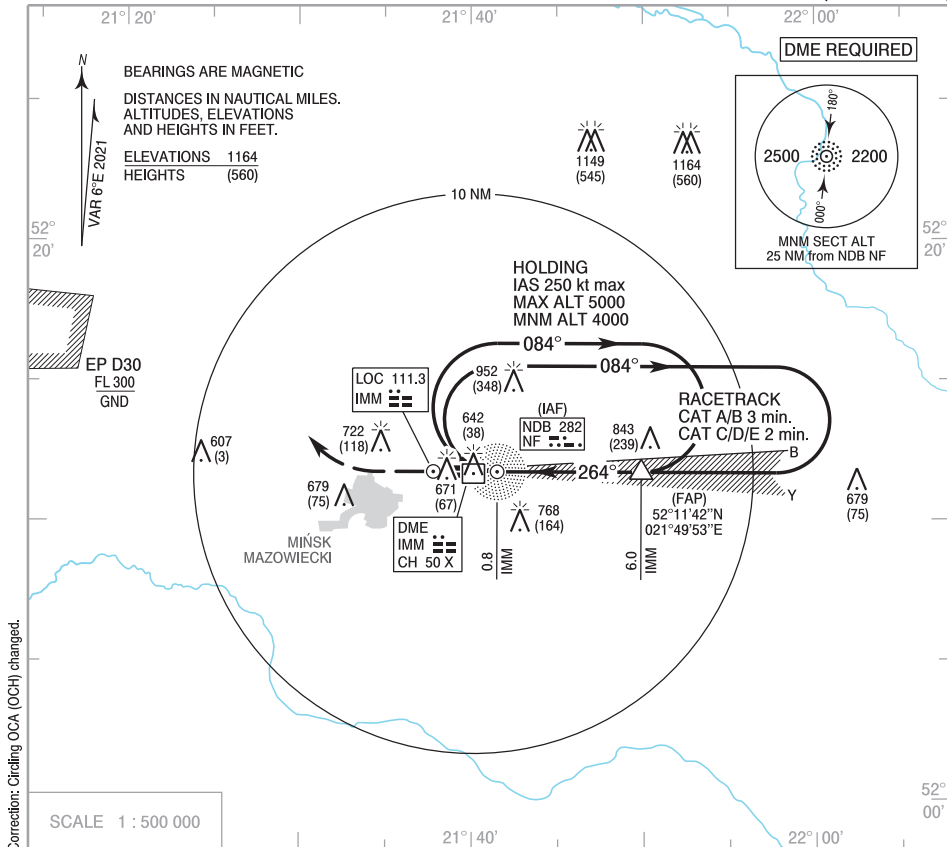 21°20'
21°40'
22°00'
N
VAR 6°E 2021
BEARINGS ARE MAGNETIC
DISTANCES IN NAUTICAL MILES.
ALTITUDES, ELEVATIONS
AND HEIGHTS IN FEET.
ELEVATIONS 1164
HEIGHTS (560)
DME REQUIRED
180°
2500
2200
000°
MNM SECT ALT
25 NM from NDB NF
1149
(545)
1164
(560)
10 NM
52°
20'
52°
20'
HOLDING
IAS 250 kt max
MAX ALT 5000
MNM ALT 4000
084°
084°
EP D30
FL 300
GND
LOC 111.3
IMM
952
(348)
RACETRACK
CAT A/B 3 min.
CAT C/D/E 2 min.
(IAF)
NDB 282
NF
642
(38)
722
(118)
843
(239)
607
(3)
B
264°
671
(67)
679
(75)
Y
679
(75)
(FAP)
52°11'42"N
021°49'53"E
768
(164)
DME
IMM
CH 50 X
MIŃSK
MAZOWIECKI
0.8
IMM
6.0
IMM
52°
00'
Correction: Circling OCA (OCH) changed.
SCALE 1 : 500 000
21°40'
22°00'